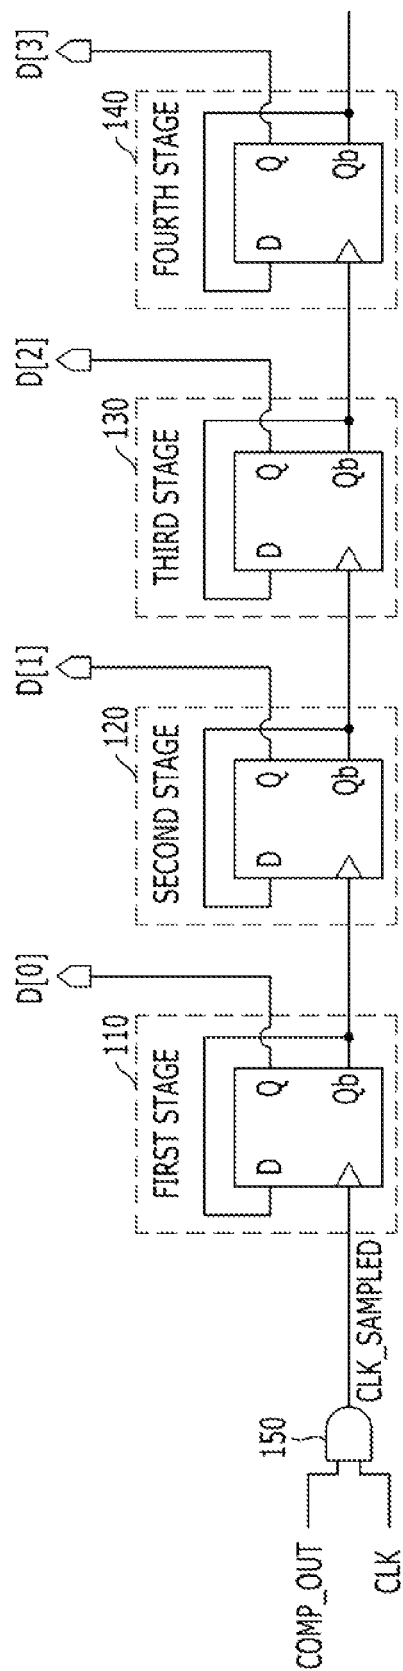 COMP_OUT
CLK
150
CLK_SAMPLED
FIRST STAGE
110
D
Q
Qb
D[0]
SECOND STAGE
120
D
Q
Qb
D[1]
THIRD STAGE
130
D
Q
Qb
D[2]
FOURTH STAGE
140
D
Q
Qb
D[3]